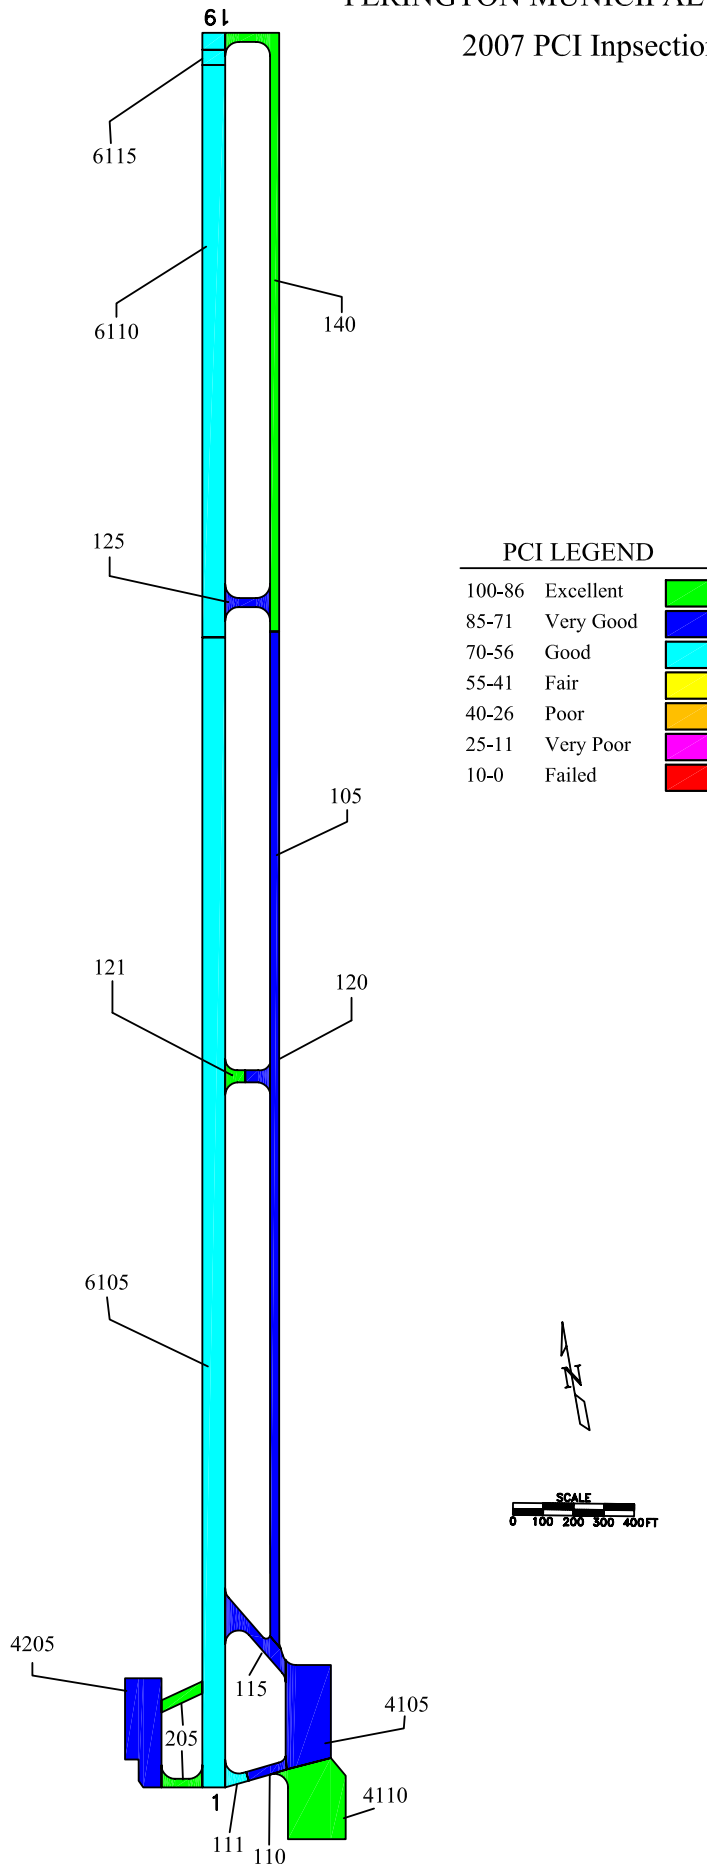 YERINGTON MUNICIPAL
2007 PCI Inpsection
19
6115
6110
140
125
PCI LEGEND
100-86 Excellent
85-71 Very Good
70-56 Good
55-41 Fair
40-26 Poor
25-11 Very Poor
10-0 Failed
105
121
120
6105
N
SCALE
0 100 200 300 400FT
4205
115
205
4105
1
4110
111
110